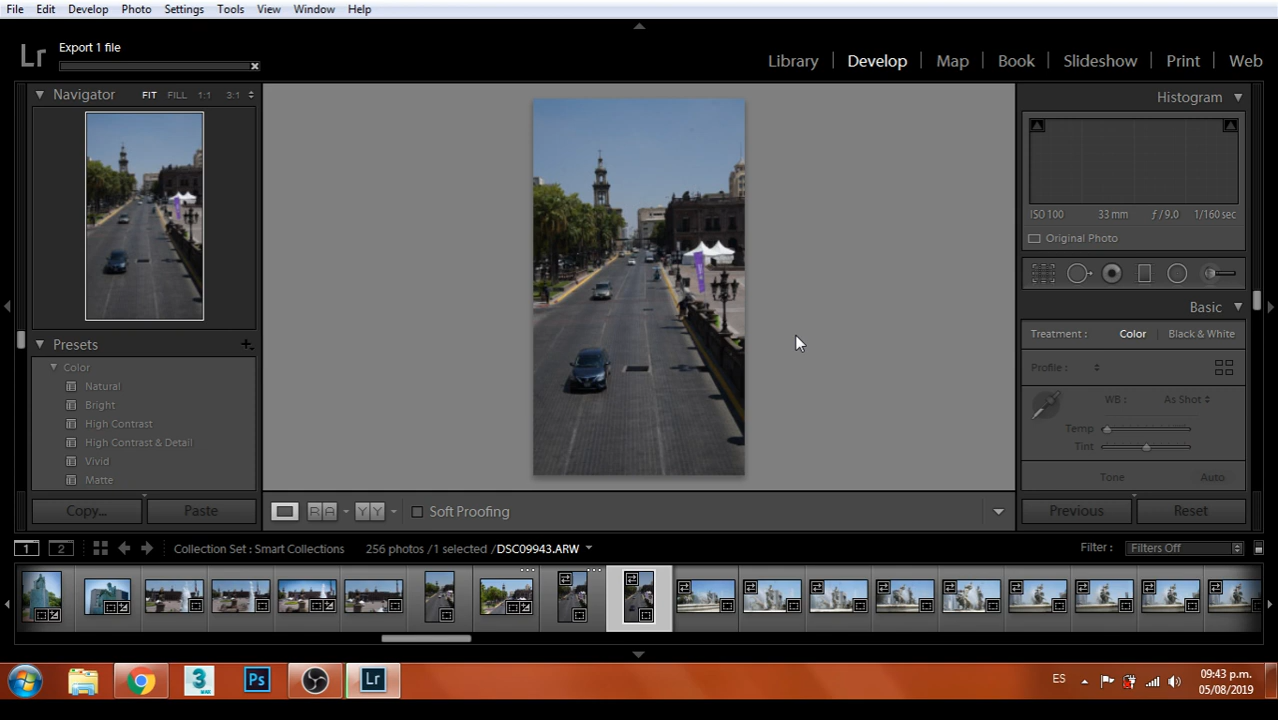 File Edit Develop Photo Settings Tools View Window Help
Lr
Export 1 file
Library Develop Map Book Slideshow Print Web
Navigator FIT FILL 1:1 3:1
Histogram
ISO 100 33 mm ƒ / 9.0 1/160 sec
Original Photo
Basic
Treatment : Color Black & White
Profile :
WB : As Shot
Temp
Tint
Tone Auto
Previous Reset
Presets
Color
Natural
Bright
High Contrast
High Contrast & Detail
Vivid
Matte
Copy... Paste
R A Y Y Soft Proofing
1 2 Collection Set : Smart Collections 256 photos / 1 selected / DSC09943.ARW Filter : Filters Off
3 Ps Lr
ES 09:43 p.m.
05/08/2019